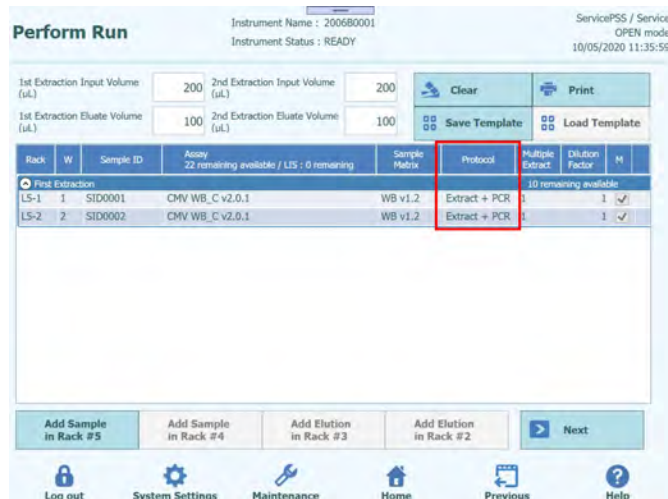 Perform Run
Instrument Name : 2006B0001
Instrument Status : READY
ServicePSS / Service
OPEN mode
10/05/2020 11:35:59
1st Extraction Input Volume (uL) 200 2nd Extraction Input Volume (uL) 200
Clear Print
1st Extraction Eluate Volume (uL) 100 2nd Extraction Eluate Volume (uL) 100
Save Template Load Template
Rack W Sample ID Assay 22 remaining available / LIS : 0 remaining Sample Matrix Protocol Multiple Extract Dilution Factor M
First Extraction 10 remaining available
LS-1 1 SID0001 CMV WB_C v2.0.1 WB v1.2 Extract + PCR 1 1
LS-2 2 SID0002 CMV WB_C v2.0.1 WB v1.2 Extract + PCR 1 1
Add Sample in Rack #5 Add Sample in Rack #4 Add Elution in Rack #3 Add Elution in Rack #2 Next
Log out System Settings Maintenance Home Previous Help